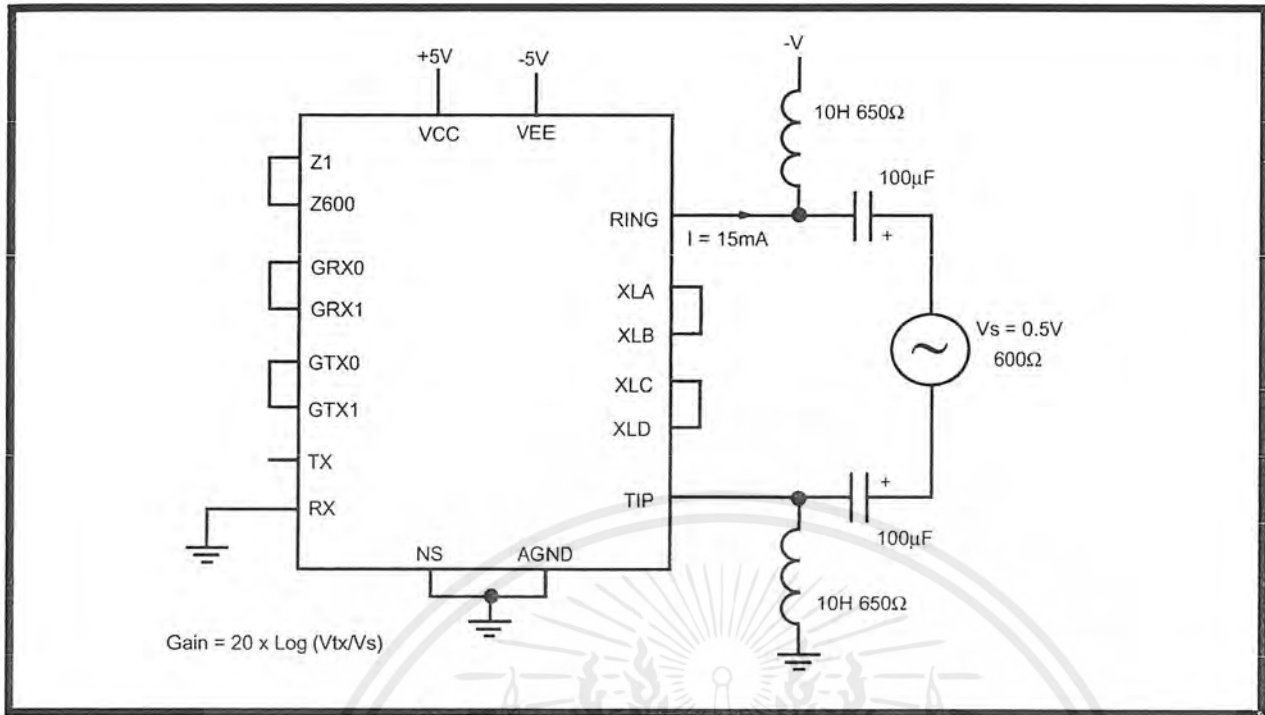 +5V
-5V
-V
VCC
VEE
10H 650Ω
Z1
Z600
100µF
+
RING
I = 15mA
GRX0
GRX1
XLA
XLB
Vs = 0.5V
600Ω
GTX0
GTX1
XLC
XLD
TX
RX
TIP
+
100µF
NS
AGND
10H 650Ω
Gain = 20 x Log (Vtx/Vs)